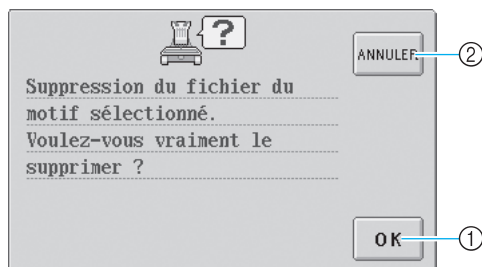 ?
ANNULER
②
Suppression du fichier du
motif sélectionné.
Voulez-vous vraiment le
supprimer ?
OK
①